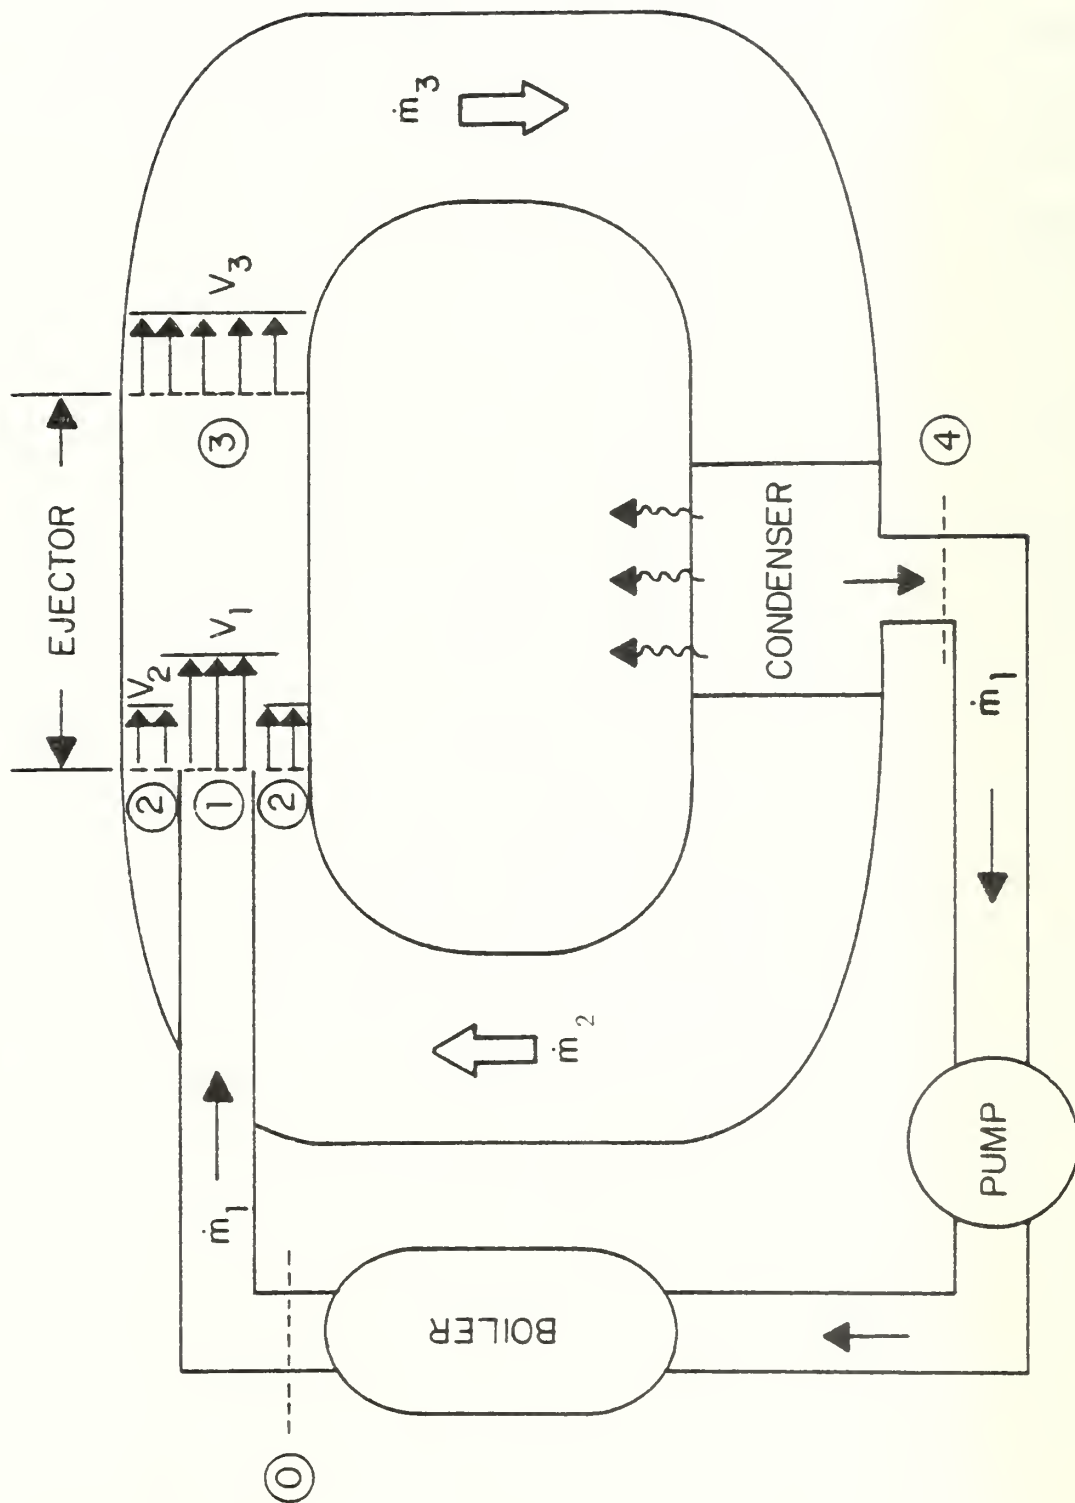 EJECTOR
V2
V1
V3
②
①
②
③
ṁ3
ṁ1
ṁ2
⓪
BOILER
CONDENSER
④
ṁ1
PUMP